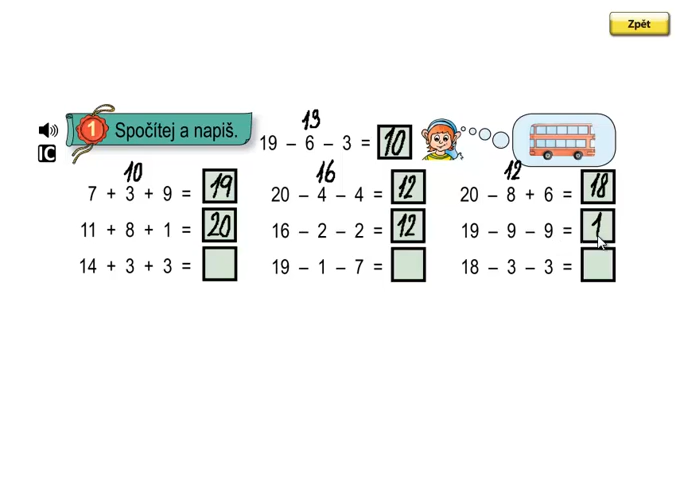 Zpět
1 Spočítej a napiš.
13
19 – 6 – 3 = 10
10
7 + 3 + 9 = 19
16
20 – 4 – 4 = 12
12
20 – 8 + 6 = 18
11 + 8 + 1 = 20
16 – 2 – 2 = 12
19 – 9 – 9 = 1
14 + 3 + 3 =
19 – 1 – 7 =
18 – 3 – 3 =